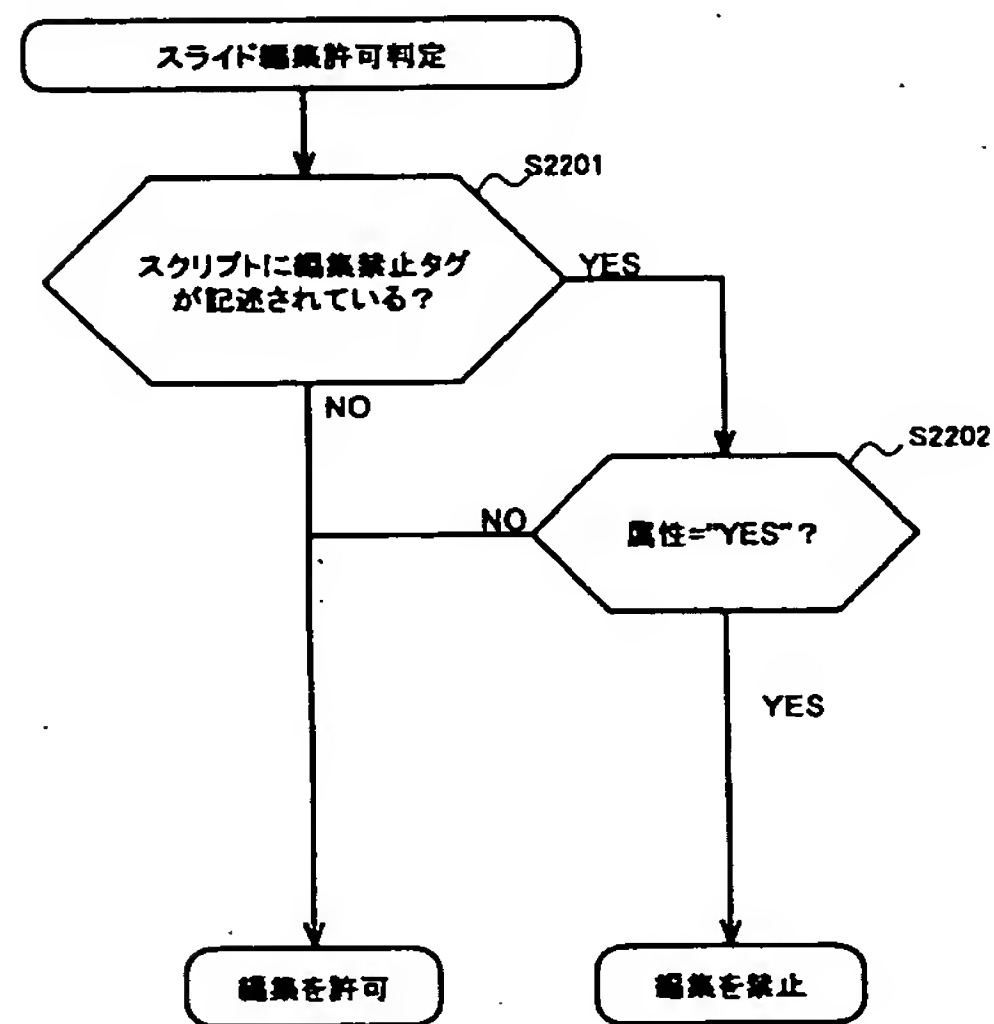 スライド編集許可判定
S2201
スクリプトに編集禁止タグ
が記述されている？
YES
NO
S2202
NO
属性="YES"？
YES
編集を許可
編集を禁止